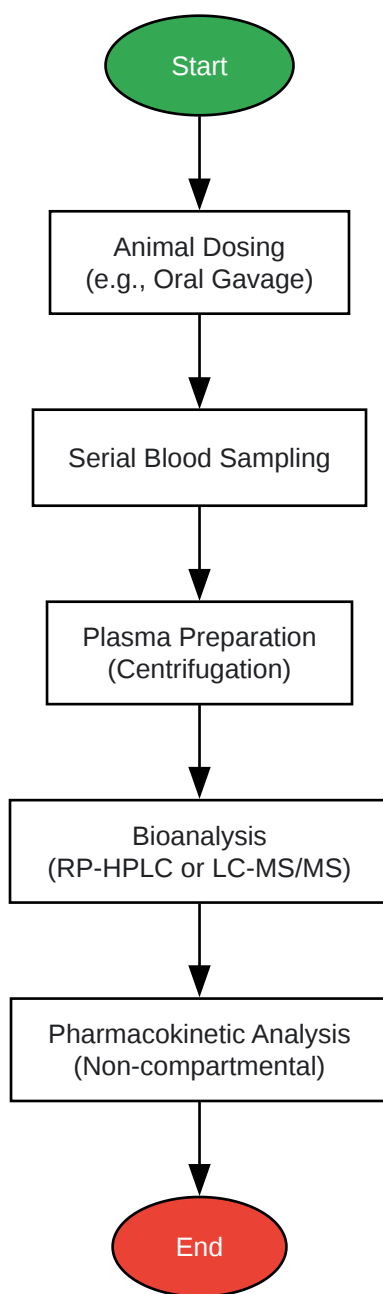 Start
Animal Dosing
(e.g., Oral Gavage)
Serial Blood Sampling
Plasma Preparation
(Centrifugation)
Bioanalysis
(RP-HPLC or LC-MS/MS)
Pharmacokinetic Analysis
(Non-compartmental)
End